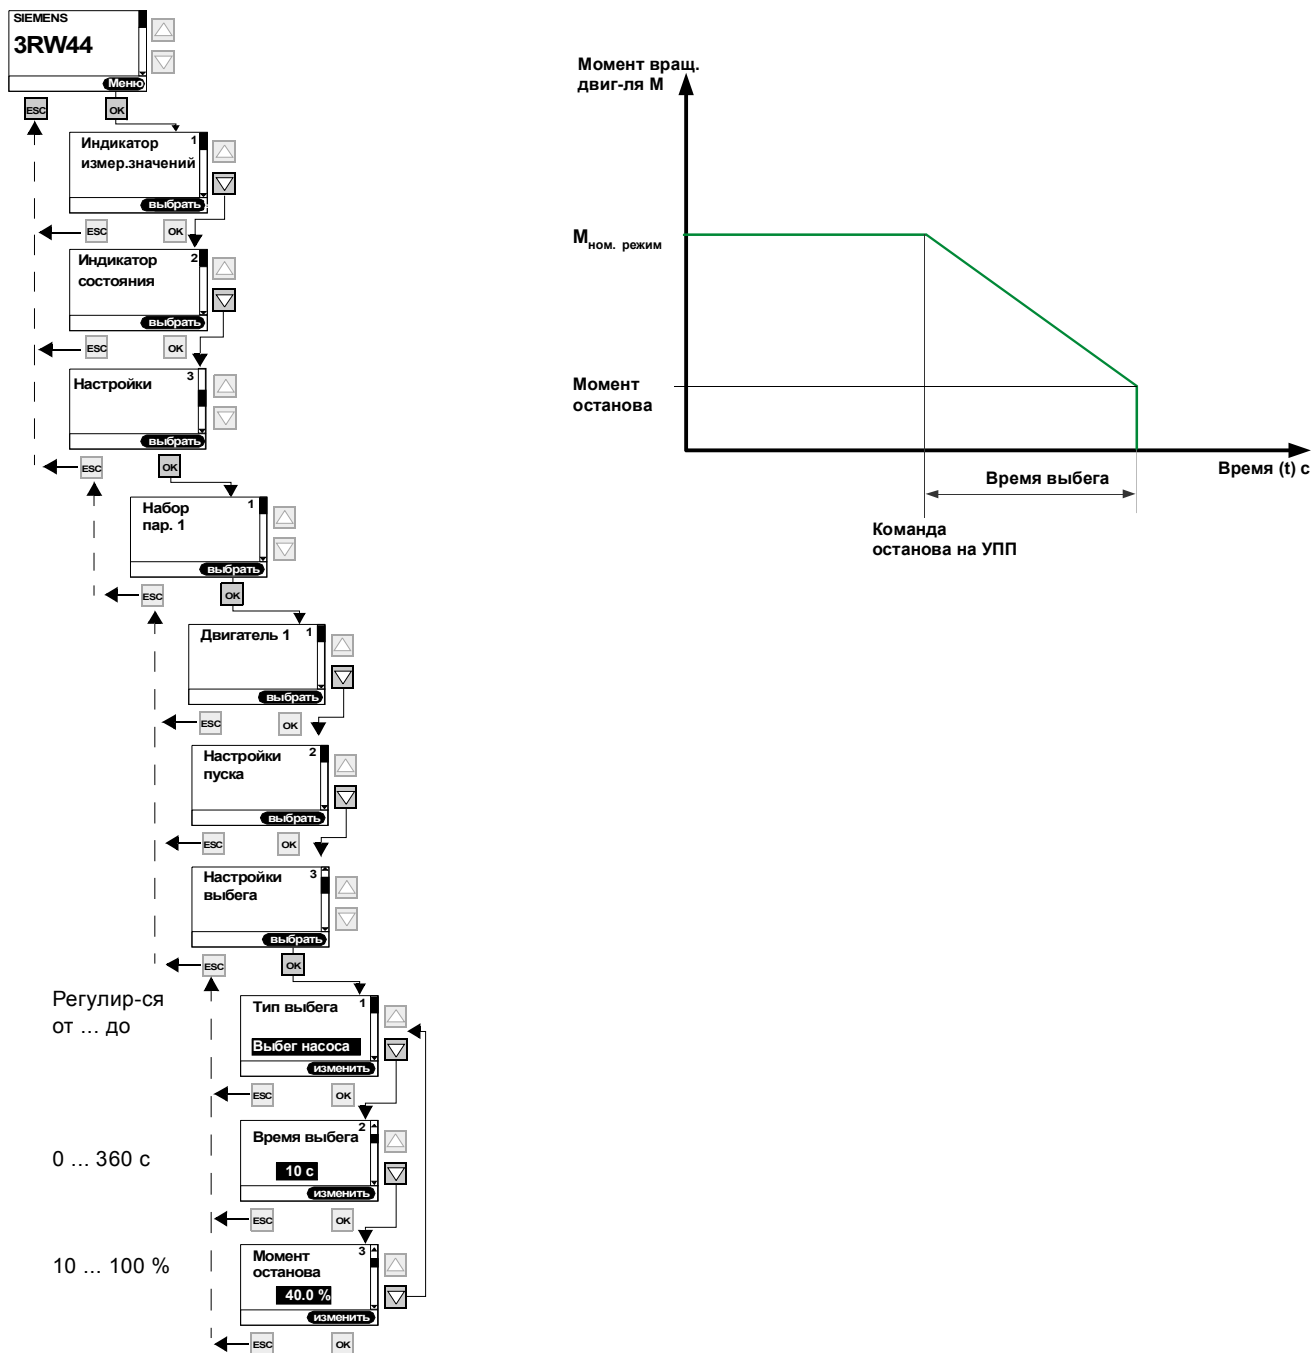 SIEMENS
3RW44
Меню
ESC
OK
Индикатор 1
измер.значений
выбрать
ESC OK
Индикатор 2
состояния
выбрать
ESC OK
Настройки 3
выбрать
ESC OK
Набор 1
пар. 1
выбрать
ESC OK
Двигатель 1 1
выбрать
ESC OK
Настройки 2
пуска
выбрать
ESC OK
Настройки 3
выбега
выбрать
ESC OK
Регулир-ся
от ... до
Тип выбега 1
Выбег насоса
изменить
ESC OK
0 ... 360 с
Время выбега 2
10 с
изменить
ESC OK
10 ... 100 %
Момент 3
останова
40.0 %
изменить
ESC OK
Момент вращ.
двиг-ля М
Мном. режим
Момент
останова
Время (t) с
Время выбега
Команда
останова на УПП